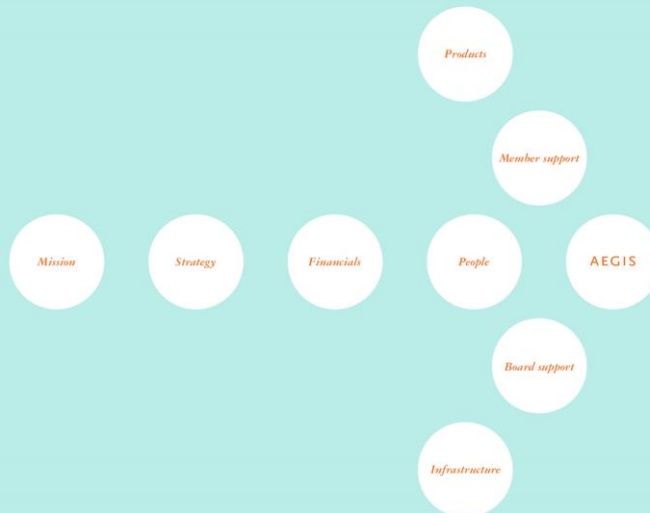 Products
Member support
Mission
Strategy
Financials
People
AEGIS
Board support
Infrastructure